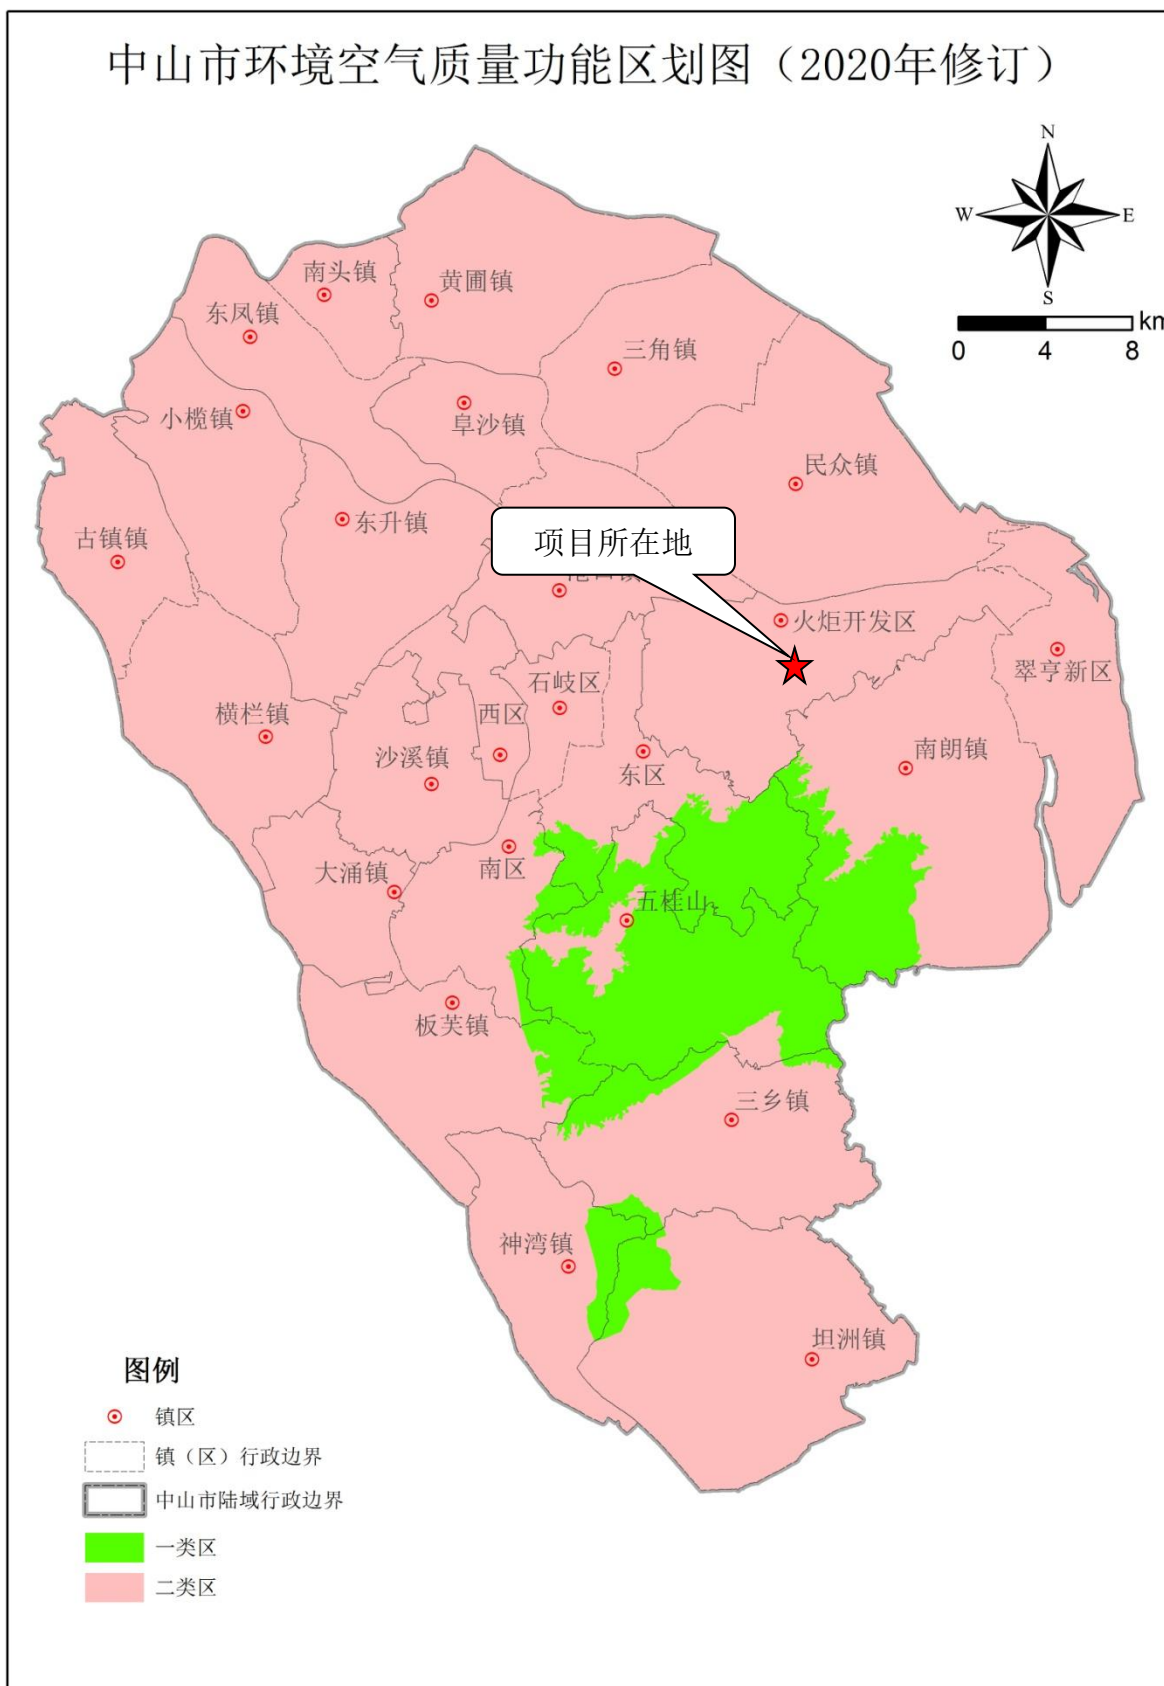 中山市环境空气质量功能区划图（2020年修订）
N
W
E
S
km
0
4
8
南头镇
黄圃镇
东凤镇
三角镇
小榄镇
阜沙镇
民众镇
东升镇
项目所在地
古镇镇
火炬开发区
翠亨新区
石岐区
西区
横栏镇
沙溪镇
东区
南朗镇
南区
大涌镇
五桂山
板芙镇
三乡镇
神湾镇
坦洲镇
图例
镇区
镇（区）行政边界
中山市陆域行政边界
一类区
二类区